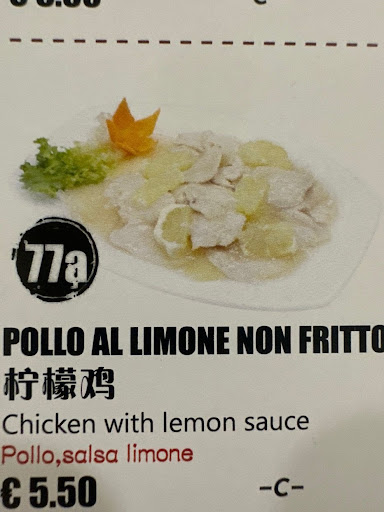 77a
POLLO AL LIMONE NON FRITTO
柠檬鸡
Chicken with lemon sauce
Pollo,salsa limone
€ 5.50
-C-